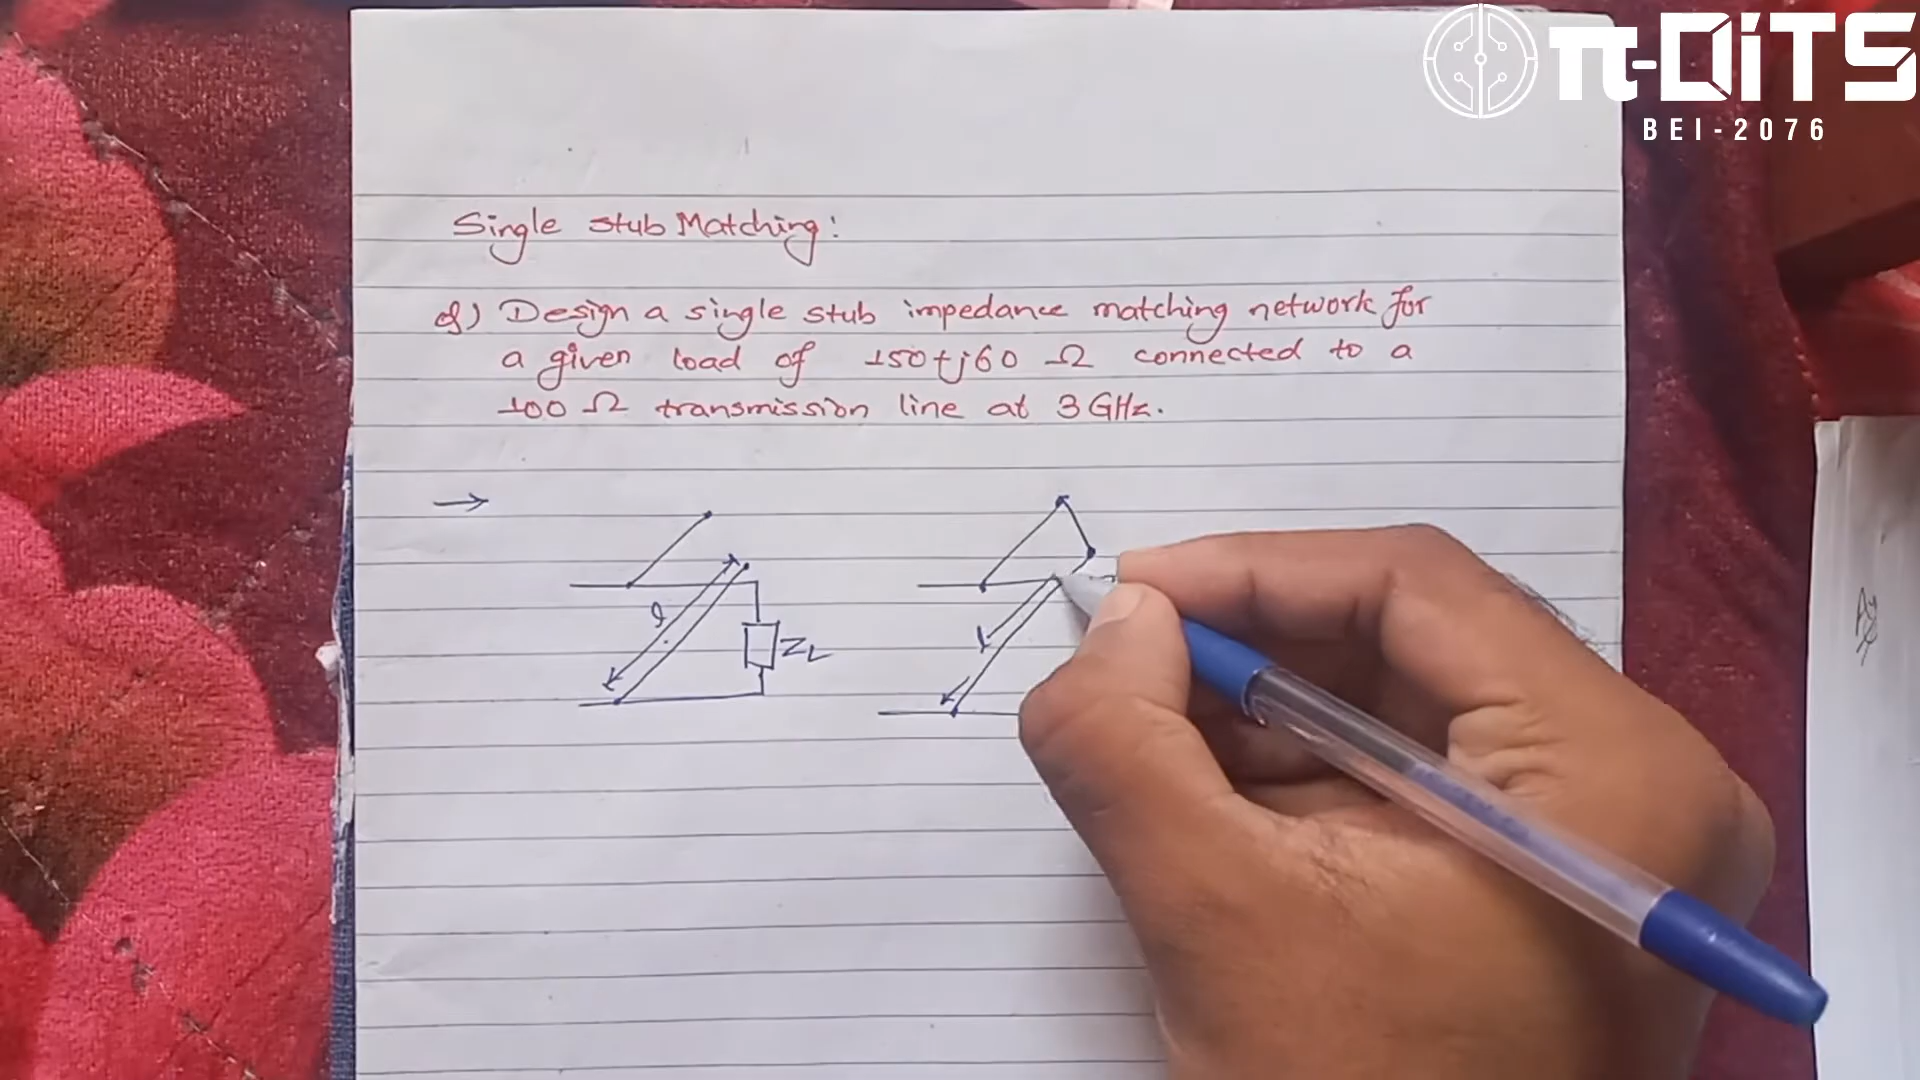 π-DiTS
BEI-2076
Single stub Matching:
Q) Design a single stub impedance matching network for
a given load of 150+j60 Ω connected to a
100 Ω transmission line at 3 GHz.
→
l
ZL
l